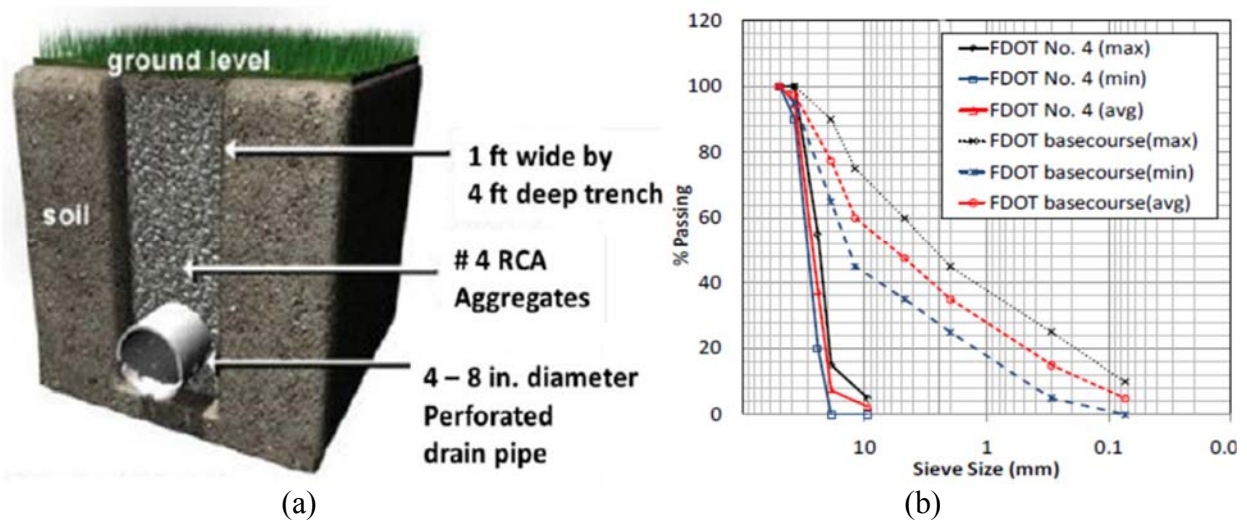 ground level
soil
1 ft wide by
4 ft deep trench
# 4 RCA
Aggregates
4 – 8 in. diameter
Perforated
drain pipe
(a)
120
100
80
60
40
20
0
% Passing
10
1
0.1
0.0
Sieve Size (mm)
FDOT No. 4 (max)
FDOT No. 4 (min)
FDOT No. 4 (avg)
FDOT basecourse(max)
FDOT basecourse(min)
FDOT basecourse(avg)
(b)